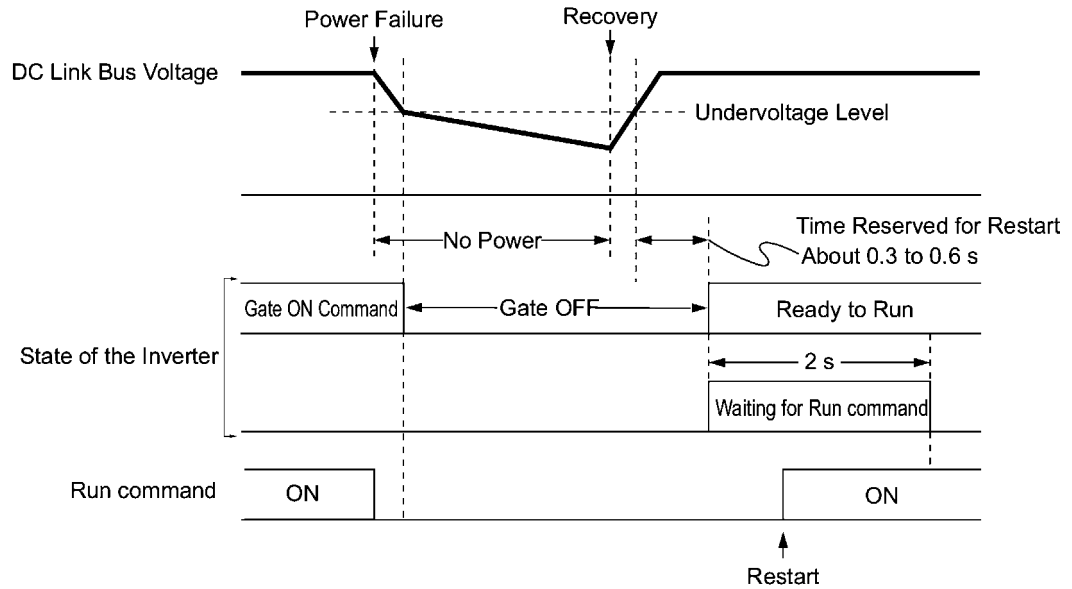 Power Failure
Recovery
DC Link Bus Voltage
Undervoltage Level
No Power
Time Reserved for Restart
About 0.3 to 0.6 s
Gate ON Command
Gate OFF
Ready to Run
State of the Inverter
2 s
Waiting for Run command
Run command
ON
ON
Restart